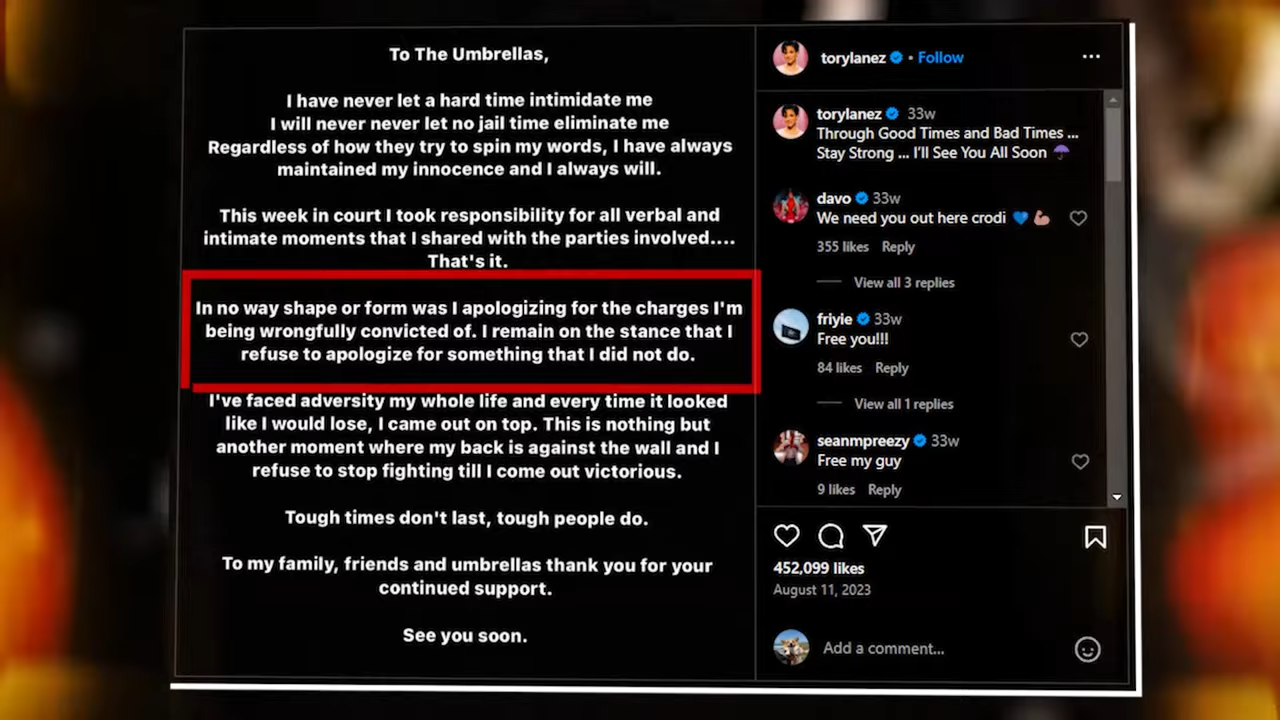 To The Umbrellas,
I have never let a hard time intimidate me
I will never never let no jail time eliminate me
Regardless of how they try to spin my words, I have always
maintained my innocence and I always will.
This week in court I took responsibility for all verbal and
intimate moments that I shared with the parties involved....
That's it.
In no way shape or form was I apologizing for the charges I'm
being wrongfully convicted of. I remain on the stance that I
refuse to apologize for something that I did not do.
I've faced adversity my whole life and every time it looked
like I would lose, I came out on top. This is nothing but
another moment where my back is against the wall and I
refuse to stop fighting till I come out victorious.
Tough times don't last, tough people do.
To my family, friends and umbrellas thank you for your
continued support.
See you soon.
torylanez • Follow
torylanez 33w
Through Good Times and Bad Times ...
Stay Strong ... I'll See You All Soon ☂️
davo 33w
We need you out here crodi 💙 💪🏽
355 likes Reply
View all 3 replies
friyie 33w
Free you!!!
84 likes Reply
View all 1 replies
seanmpreezy 33w
Free my guy
9 likes Reply
452,099 likes
August 11, 2023
Add a comment...